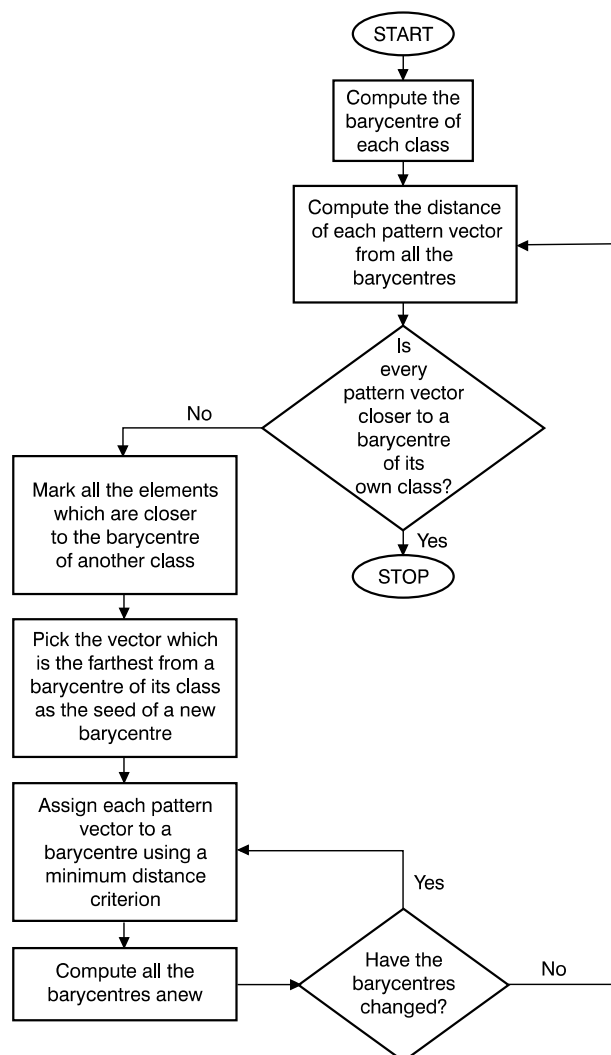 START
Compute the
barycentre of
each class
Compute the distance
of each pattern vector
from all the
barycentres
Is
every
pattern vector
closer to a
barycentre
of its
own class?
No
Yes
STOP
Mark all the elements
which are closer
to the barycentre
of another class
Pick the vector which
is the farthest from a
barycentre of its class
as the seed of a new
barycentre
Assign each pattern
vector to a
barycentre using a
minimum distance
criterion
Compute all the
barycentres anew
Have the
barycentres
changed?
Yes
No